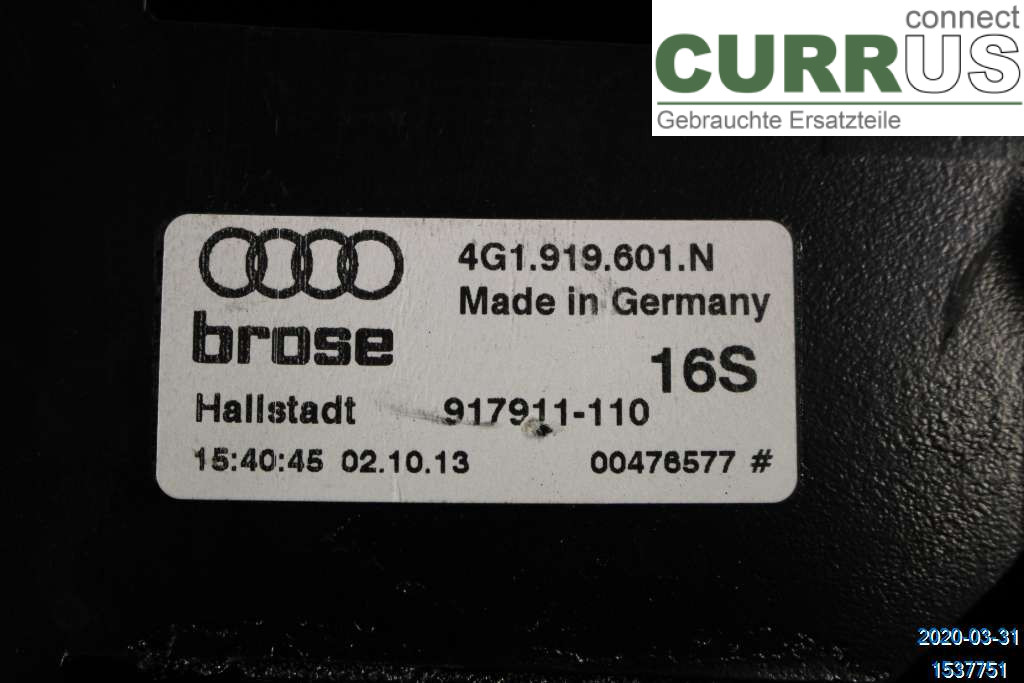 connect
CURRUS
Gebrauchte Ersatzteile
4G1.919.601.N
Made in Germany
brose
16S
Hallstadt 917911-110
15:40:45 02.10.13 00476577 #
2020-03-31
1537751